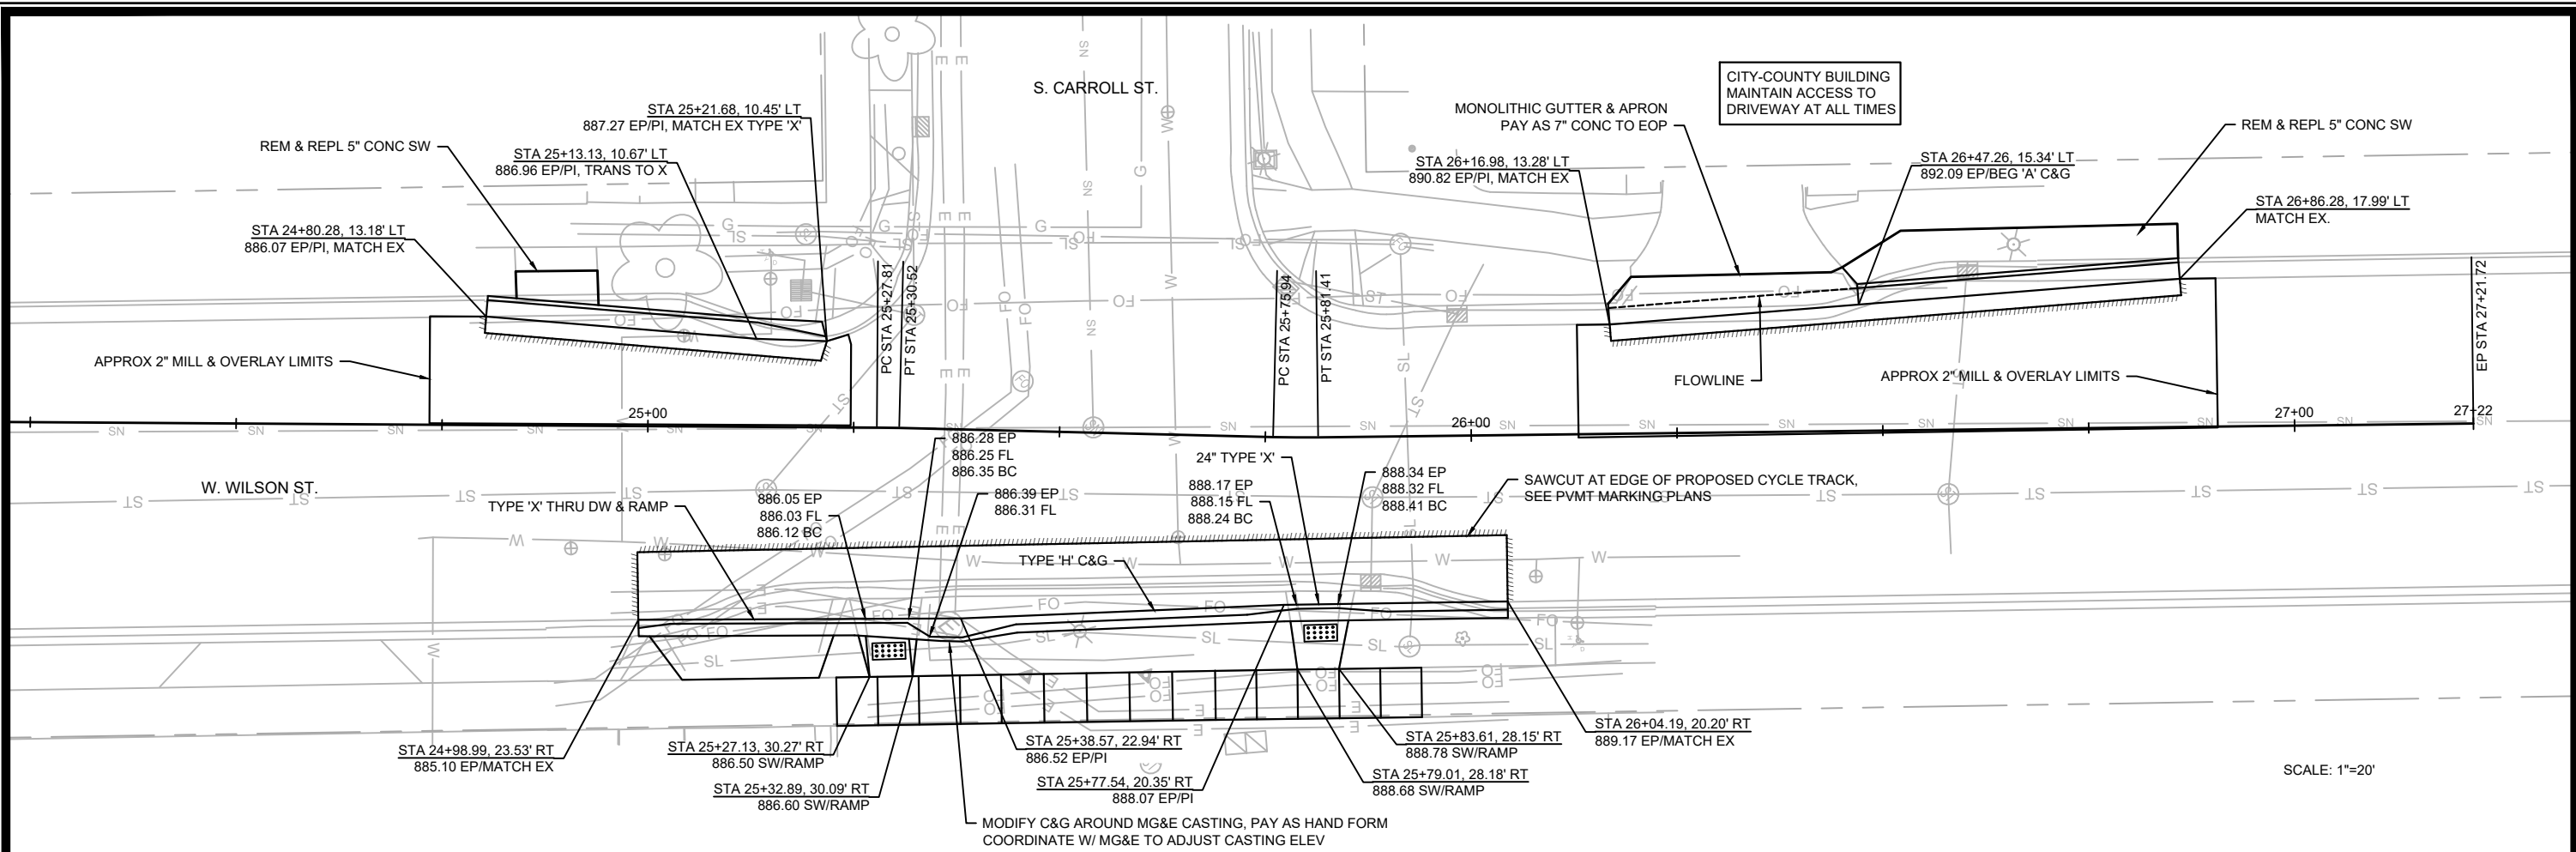 S. CARROLL ST.
CITY-COUNTY BUILDING
MAINTAIN ACCESS TO
DRIVEWAY AT ALL TIMES
STA 25+21.68, 10.45' LT
887.27 EP/PI, MATCH EX TYPE 'X'
REM & REPL 5" CONC SW
STA 25+13.13, 10.67' LT
886.96 EP/PI, TRANS TO X
STA 24+80.28, 13.18' LT
886.07 EP/PI, MATCH EX
APPROX 2" MILL & OVERLAY LIMITS
PC STA 25+27.81
PT STA 25+30.52
PC STA 25+75.94
PT STA 25+81.41
MONOLITHIC GUTTER & APRON
PAY AS 7" CONC TO EOP
STA 26+16.98, 13.28' LT
890.82 EP/PI, MATCH EX
STA 26+47.26, 15.34' LT
892.09 EP/BEG 'A' C&G
REM & REPL 5" CONC SW
STA 26+86.28, 17.99' LT
MATCH EX.
FLOWLINE
APPROX 2" MILL & OVERLAY LIMITS
EP STA 27+21.72
25+00
26+00
27+00
27+22
W. WILSON ST.
TYPE 'X' THRU DW & RAMP
886.05 EP
886.03 FL
886.12 BC
886.28 EP
886.25 FL
886.35 BC
886.39 EP
886.31 FL
TYPE 'H' C&G
24" TYPE 'X'
888.17 EP
888.15 FL
888.24 BC
888.34 EP
888.32 FL
888.41 BC
SAWCUT AT EDGE OF PROPOSED CYCLE TRACK,
SEE PVMT MARKING PLANS
STA 24+98.99, 23.53' RT
885.10 EP/MATCH EX
STA 25+27.13, 30.27' RT
886.50 SW/RAMP
STA 25+32.89, 30.09' RT
886.60 SW/RAMP
STA 25+38.57, 22.94' RT
886.52 EP/PI
STA 25+77.54, 20.35' RT
888.07 EP/PI
STA 25+83.61, 28.15' RT
888.78 SW/RAMP
STA 25+79.01, 28.18' RT
888.68 SW/RAMP
STA 26+04.19, 20.20' RT
889.17 EP/MATCH EX
MODIFY C&G AROUND MG&E CASTING, PAY AS HAND FORM
COORDINATE W/ MG&E TO ADJUST CASTING ELEV
SCALE: 1"=20'